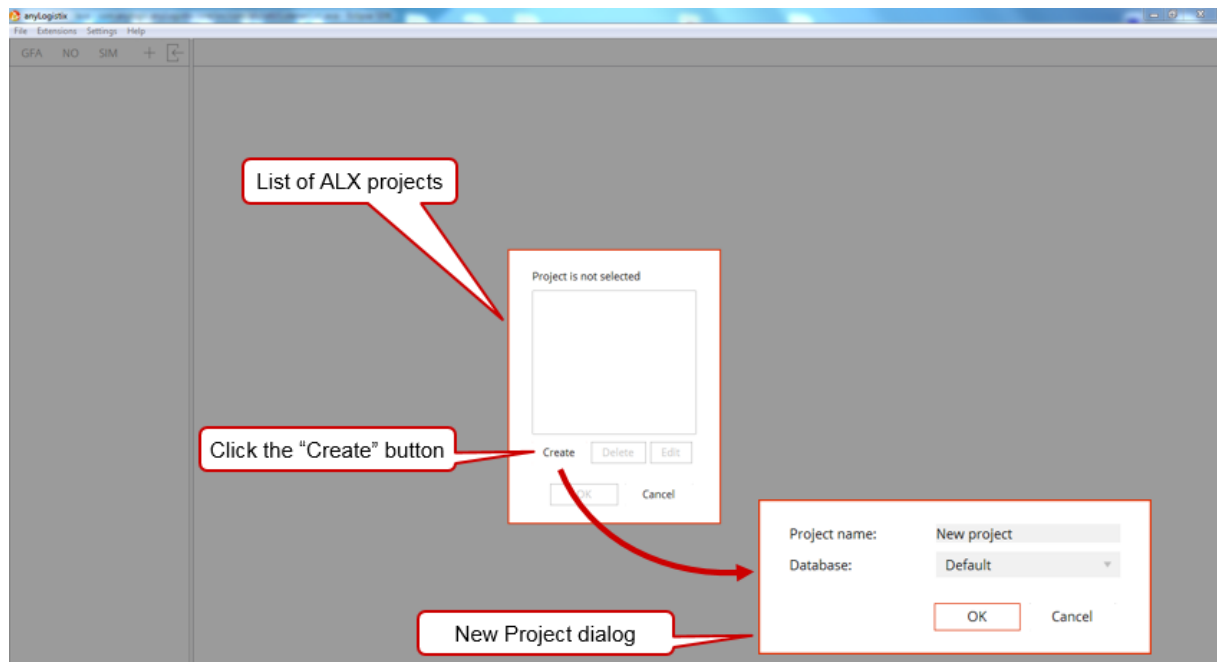 anyLogistix
File Extensions Settings Help
GFA NO SIM
List of ALX projects
Project is not selected
Click the “Create” button
Create Delete Edit
OK Cancel
Project name: New project
Database: Default
OK Cancel
New Project dialog